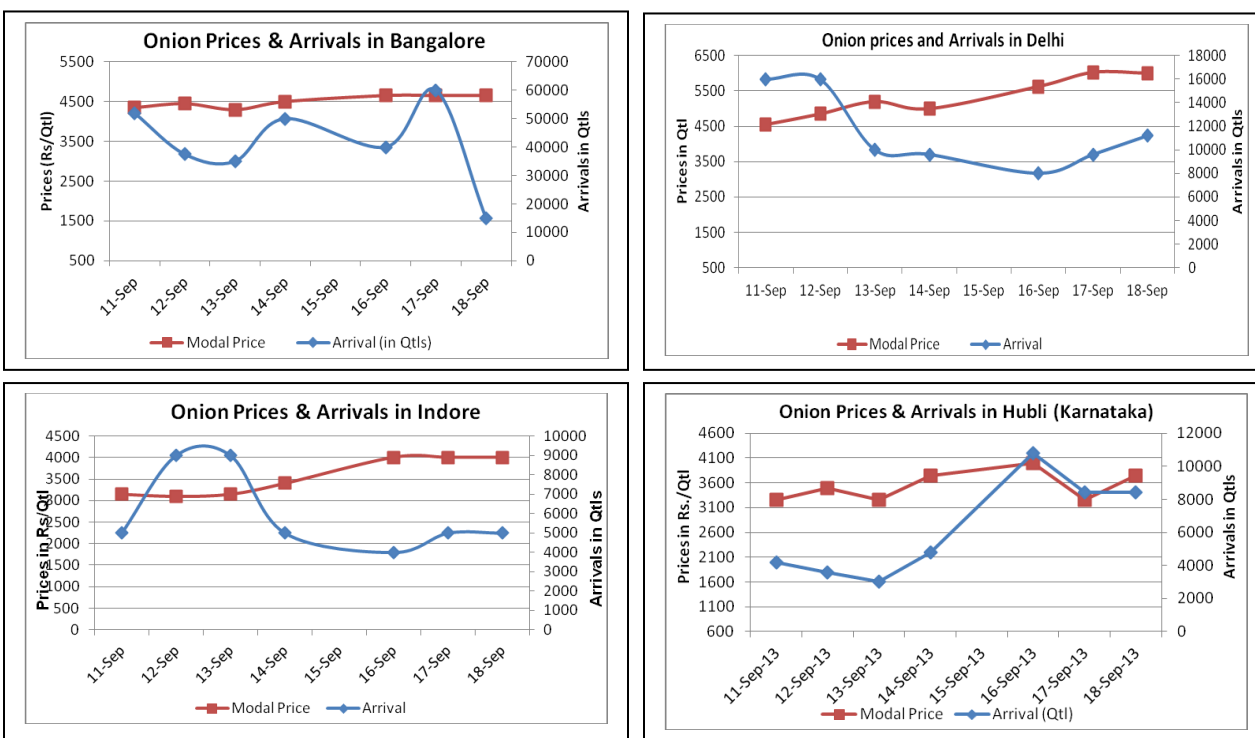 Onion Prices & Arrivals in Bangalore
5500
4500
3500
2500
1500
500
Prices (Rs/Qtl)
70000
60000
50000
40000
30000
20000
10000
0
Arrivals in Qtls
11-Sep
12-Sep
13-Sep
14-Sep
15-Sep
16-Sep
17-Sep
18-Sep
Modal Price
Arrival (in Qtls)
Onion prices and Arrivals in Delhi
6500
5500
4500
3500
2500
1500
500
Prices in Qtl
18000
16000
14000
12000
10000
8000
6000
4000
2000
0
Arrivals in Qtls
11-Sep
12-Sep
13-Sep
14-Sep
15-Sep
16-Sep
17-Sep
18-Sep
Modal Price
Arrival
Onion Prices & Arrivals in Indore
4500
4000
3500
3000
2500
2000
1500
1000
500
0
Prices in Rs/Qtl
10000
9000
8000
7000
6000
5000
4000
3000
2000
1000
0
Arrivals in Qtls
11-Sep
12-Sep
13-Sep
14-Sep
15-Sep
16-Sep
17-Sep
18-Sep
Modal Price
Arrival
Onion Prices & Arrivals in Hubli (Karnataka)
4600
4100
3600
3100
2600
2100
1600
1100
600
Prices in Rs./Qtl
12000
10000
8000
6000
4000
2000
0
Arrivals in Qtls
11-Sep-13
12-Sep-13
13-Sep-13
14-Sep-13
15-Sep-13
16-Sep-13
17-Sep-13
18-Sep-13
Modal Price
Arrival (Qtl)